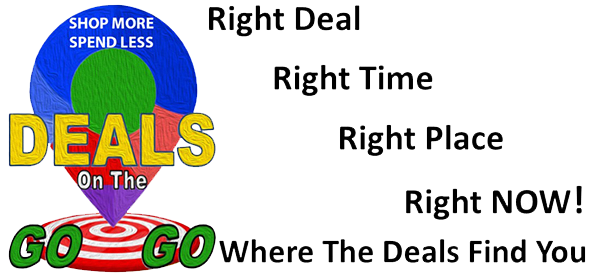 SHOP MORE
SPEND LESS
DEALS
On The
GO GO
Right Deal
Right Time
Right Place
Right NOW!
Where The Deals Find You